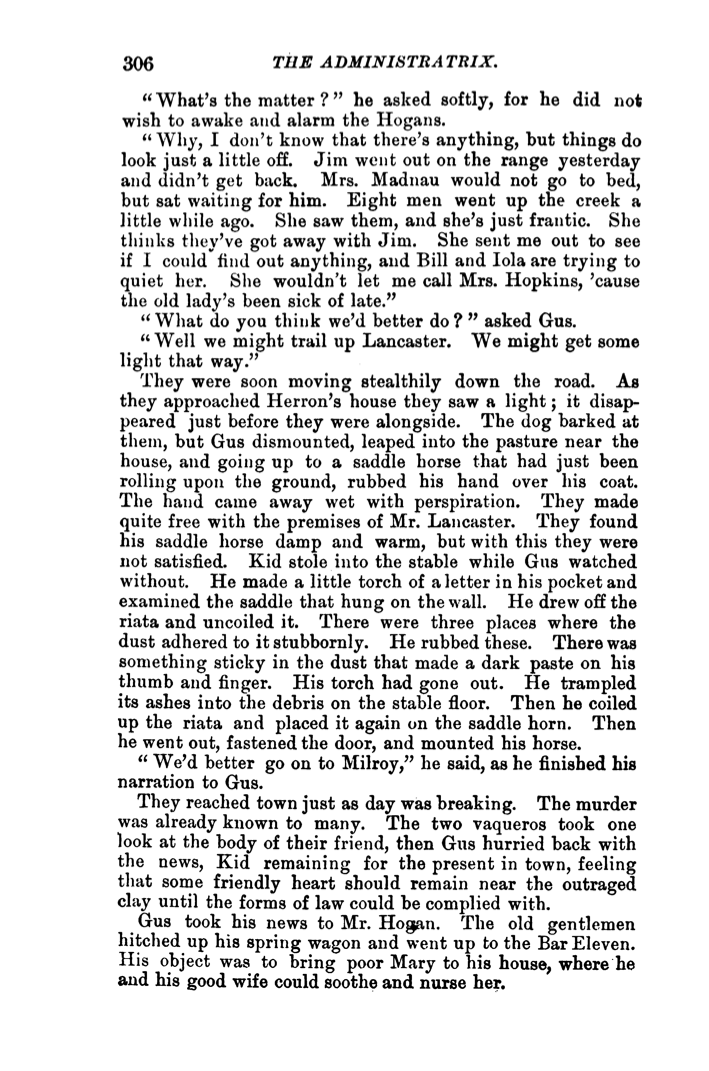 306 THE ADMINISTRATRIX.
“What's the matter?” he asked softly, for he did not
wish to awake and alarm the Hogans.
“Why, I don't know that there's anything, but things do
look just a little off. Jim went out on the range yesterday
and didn't get back. Mrs. Madnau would not go to bed,
but sat waiting for him. Eight men went up the creek a
little while ago. She saw them, and she's just frantic. She
thinks they've got away with Jim. She sent me out to see
if I could find out anything, and Bill and Iola are trying to
quiet her. She wouldn't let me call Mrs. Hopkins, 'cause
the old lady's been sick of late.”
“What do you think we'd better do?” asked Gus.
“Well we might trail up Lancaster. We might get some
light that way.”
They were soon moving stealthily down the road. As
they approached Herron's house they saw a light; it disap-
peared just before they were alongside. The dog barked at
them, but Gus dismounted, leaped into the pasture near the
house, and going up to a saddle horse that had just been
rolling upon the ground, rubbed his hand over his coat.
The hand came away wet with perspiration. They made
quite free with the premises of Mr. Lancaster. They found
his saddle horse damp and warm, but with this they were
not satisfied. Kid stole into the stable while Gus watched
without. He made a little torch of a letter in his pocket and
examined the saddle that hung on the wall. He drew off the
riata and uncoiled it. There were three places where the
dust adhered to it stubbornly. He rubbed these. There was
something sticky in the dust that made a dark paste on his
thumb and finger. His torch had gone out. He trampled
its ashes into the debris on the stable floor. Then he coiled
up the riata and placed it again on the saddle horn. Then
he went out, fastened the door, and mounted his horse.
“We'd better go on to Milroy,” he said, as he finished his
narration to Gus.
They reached town just as day was breaking. The murder
was already known to many. The two vaqueros took one
look at the body of their friend, then Gus hurried back with
the news, Kid remaining for the present in town, feeling
that some friendly heart should remain near the outraged
clay until the forms of law could be complied with.
Gus took his news to Mr. Hogan. The old gentlemen
hitched up his spring wagon and went up to the Bar Eleven.
His object was to bring poor Mary to his house, where he
and his good wife could soothe and nurse her.